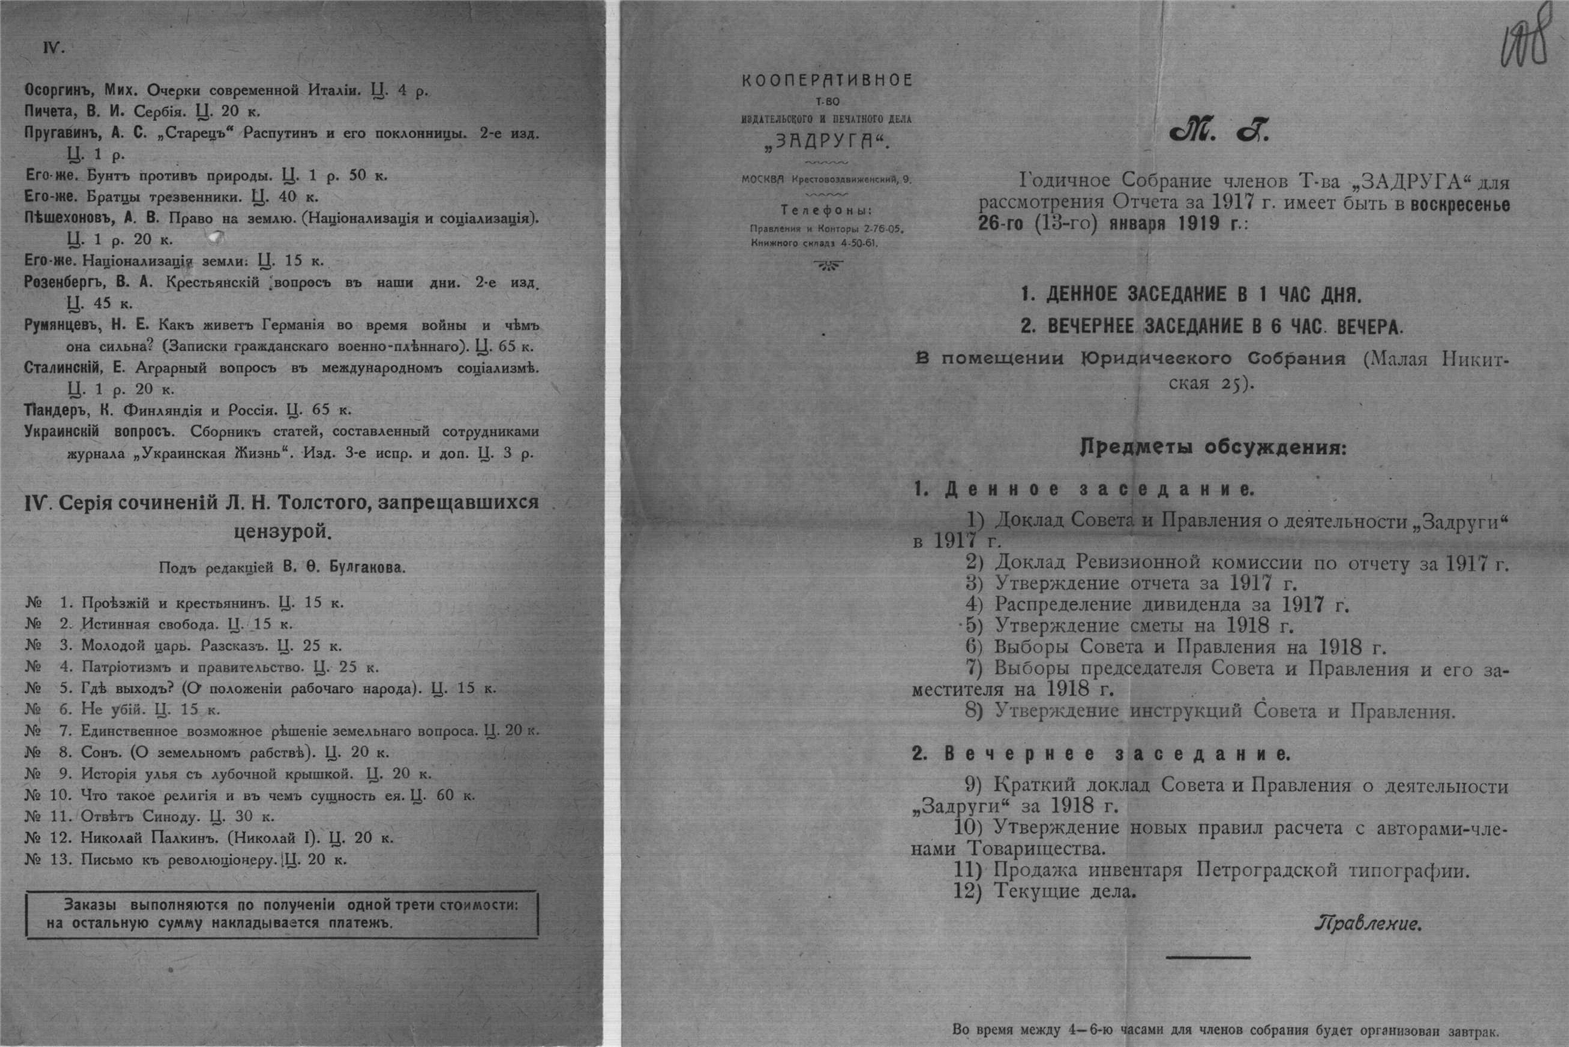 IV.
Осоргинъ, Мих. Очерки современной Италіи. Ц. 4 р.
Пичета, В. И. Сербія. Ц. 20 к.
Пругавинъ, А. С. „Старецъ“ Распутин и его поклонницы. 2-е изд.
Ц. 1 р.
Его-же. Бунтъ противъ природы. Ц. 1 р. 50 к.
Его-же. Братцы трезвенники. Ц. 40 к.
Пѣшехоновъ, А. В. Право на землю. (Націонализація и соціализація).
Ц. 1 р. 20 к.
Его-же. Націонализація земли. Ц. 15 к.
Розенбергъ, В. А. Крестьянскій вопросъ въ наши дни. 2-е изд.
Ц. 45 к.
Румянцевъ, Н. Е. Какъ живетъ Германія во время войны и чѣмъ
она сильна? (Записки гражданскаго военно-плѣннаго). Ц. 65 к.
Сталинскій, Е. Аграрный вопросъ въ международномъ соціализмѣ.
Ц. 1 р. 20 к.
Пандеръ, К. Финляндія и Россія. Ц. 65 к.
Украинскій вопросъ. Сборникъ статей, составленный сотрудниками
журнала „Украинская Жизнь“. Изд. 3-е испр. и доп. Ц. 3 р.
IV. Серія сочиненій Л. Н. Толстого, запрещавшихся
цензурой.
Подъ редакціей В. Ѳ. Булгакова.
№ 1. Проѣзжій и крестьянинъ. Ц. 15 к.
№ 2. Истинная свобода. Ц. 15 к.
№ 3. Молодой царь. Разсказъ. Ц. 25 к.
№ 4. Патріотизмъ и правительство. Ц. 25 к.
№ 5. Гдѣ выходъ? (О положеніи рабочаго народа). Ц. 15 к.
№ 6. Не убій. Ц. 15 к.
№ 7. Единственное возможное рѣшеніе земельнаго вопроса. Ц. 20 к.
№ 8. Сонъ. (О земельномъ рабствѣ). Ц. 20 к.
№ 9. Исторія улья съ лубочной крышкой. Ц. 20 к.
№ 10. Что такое религія и въ чемъ сущность ея. Ц. 60 к.
№ 11. Отвѣтъ Синоду. Ц. 30 к.
№ 12. Николай Палкинъ. (Николай I). Ц. 20 к.
№ 13. Письмо къ революціонеру. Ц. 20 к.
Заказы выполняются по полученіи одной трети стоимости:
на остальную сумму накладывается платежъ.
108
КООПЕРАТИВНОЕ
Т-ВО
ИЗДАТЕЛЬСКОГО И ПЕЧАТНОГО ДЕЛА
„ЗАДРУГА“.
МОСКВА Крестовоздвиженский, 9.
Телефоны:
Правления и Конторы 2-76-05.
Книжного склада 4-50-61.
М. Г.
Годичное Собрание членов Т-ва „ЗАДРУГА“ для
рассмотрения Отчета за 1917 г. имеет быть в воскресенье
26-го (13-го) января 1919 г.:
1. ДЕННОЕ ЗАСЕДАНИЕ В 1 ЧАС ДНЯ.
2. ВЕЧЕРНЕЕ ЗАСЕДАНИЕ В 6 ЧАС. ВЕЧЕРА.
В помещении Юридического Собрания (Малая Никит-
ская 25).
Предметы обсуждения:
1. Денное заседание.
1) Доклад Совета и Правления о деятельности „Задруги“
в 1917 г.
2) Доклад Ревизионной комиссии по отчету за 1917 г.
3) Утверждение отчета за 1917 г.
4) Распределение дивиденда за 1917 г.
5) Утверждение сметы на 1918 г.
6) Выборы Совета и Правления на 1918 г.
7) Выборы председателя Совета и Правления и его за-
местителя на 1918 г.
8) Утверждение инструкций Совета и Правления.
2. Вечернее заседание.
9) Краткий доклад Совета и Правления о деятельности
„Задруги“ за 1918 г.
10) Утверждение новых правил расчета с авторами-чле-
нами Товарищества.
11) Продажа инвентаря Петроградской типографии.
12) Текущие дела.
Правление.
Во время между 4—6-ю часами для членов собрания будет организован завтрак.